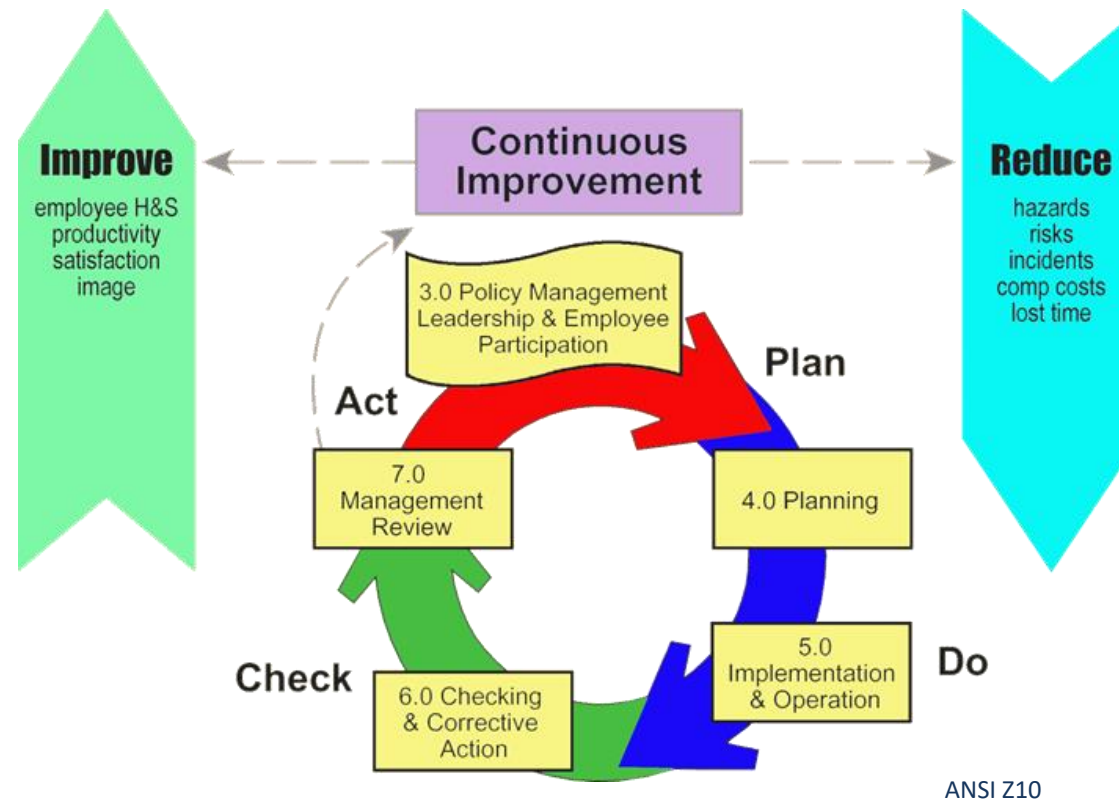 Continuous
Improvement
Improve
employee H&S
productivity
satisfaction
image
Reduce
hazards
risks
incidents
comp costs
lost time
3.0 Policy Management
Leadership & Employee
Participation
Plan
Act
7.0
Management
Review
4.0 Planning
5.0
Implementation
& Operation
Do
Check
6.0 Checking
& Corrective
Action
ANSI Z10